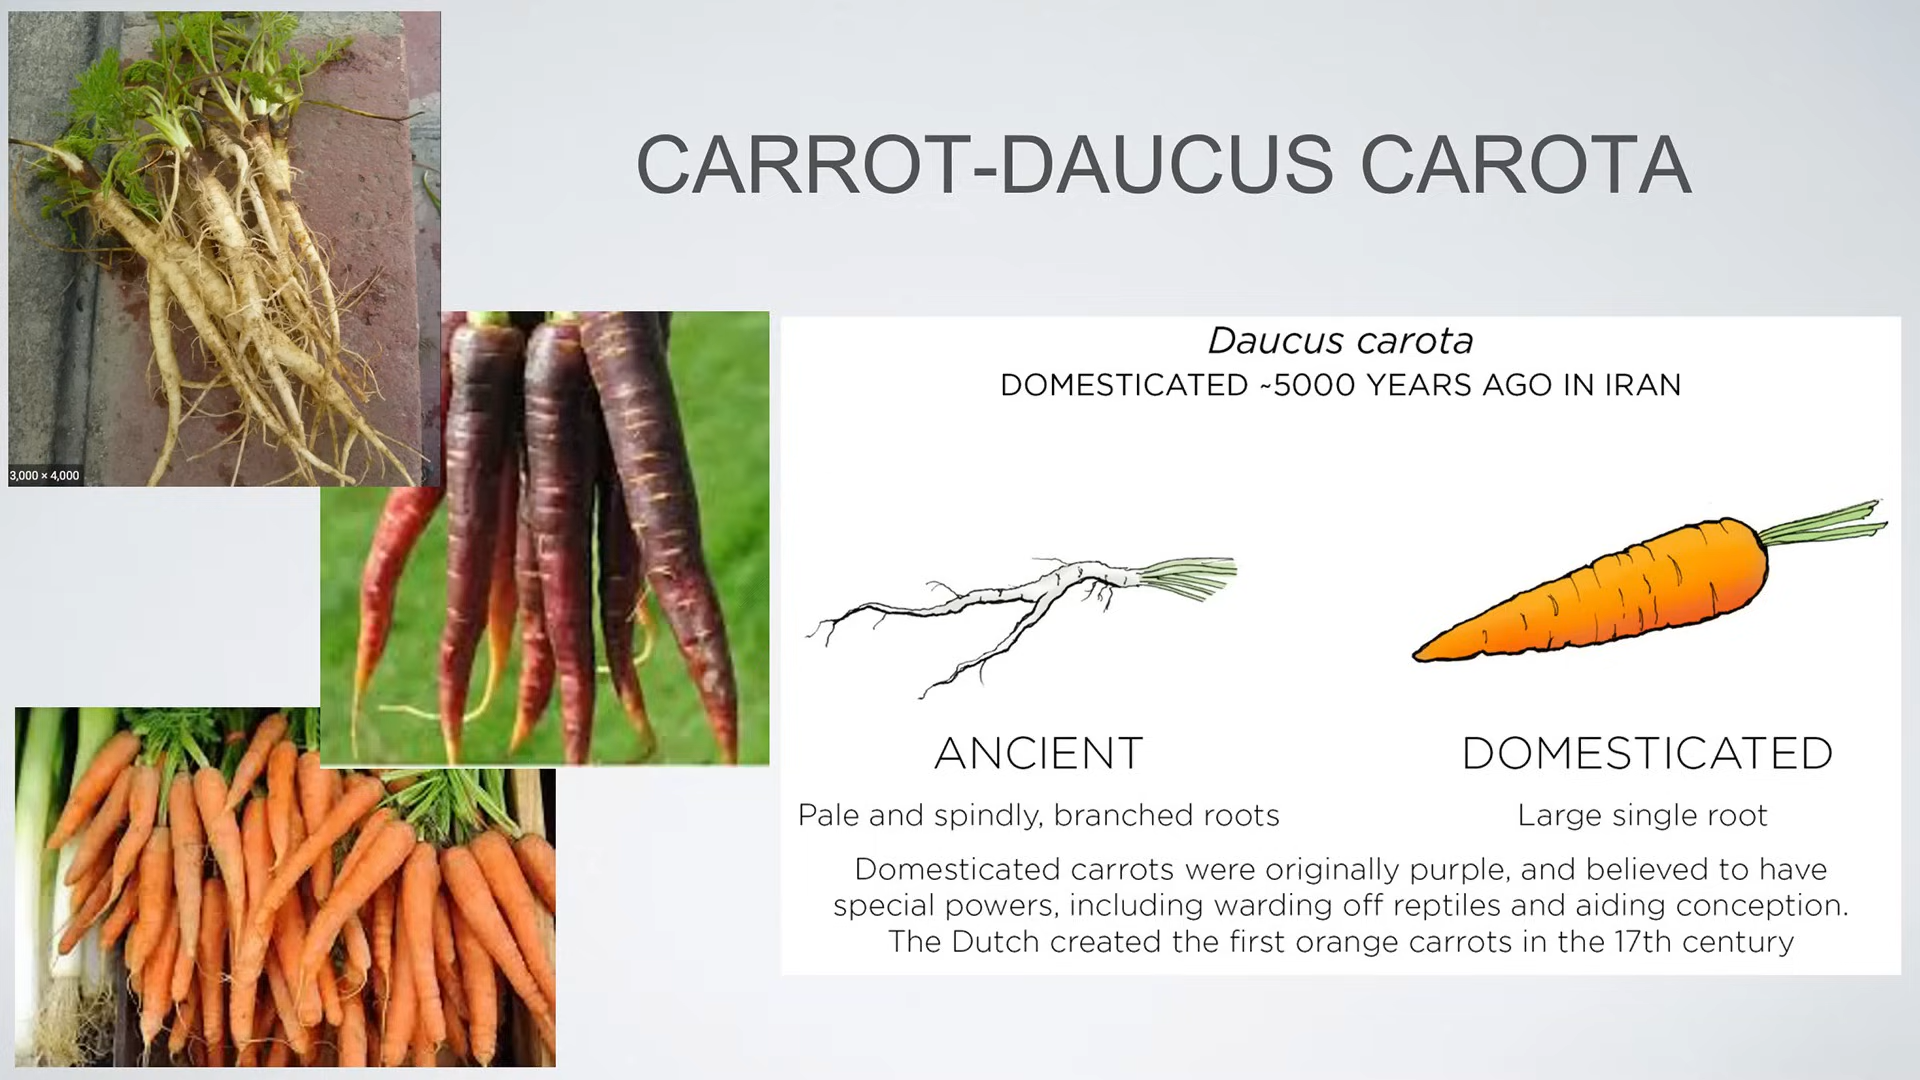 CARROT-DAUCUS CAROTA
3,000 × 4,000
Daucus carota
DOMESTICATED ~5000 YEARS AGO IN IRAN
ANCIENT
DOMESTICATED
Pale and spindly, branched roots
Large single root
Domesticated carrots were originally purple, and believed to have
special powers, including warding off reptiles and aiding conception.
The Dutch created the first orange carrots in the 17th century